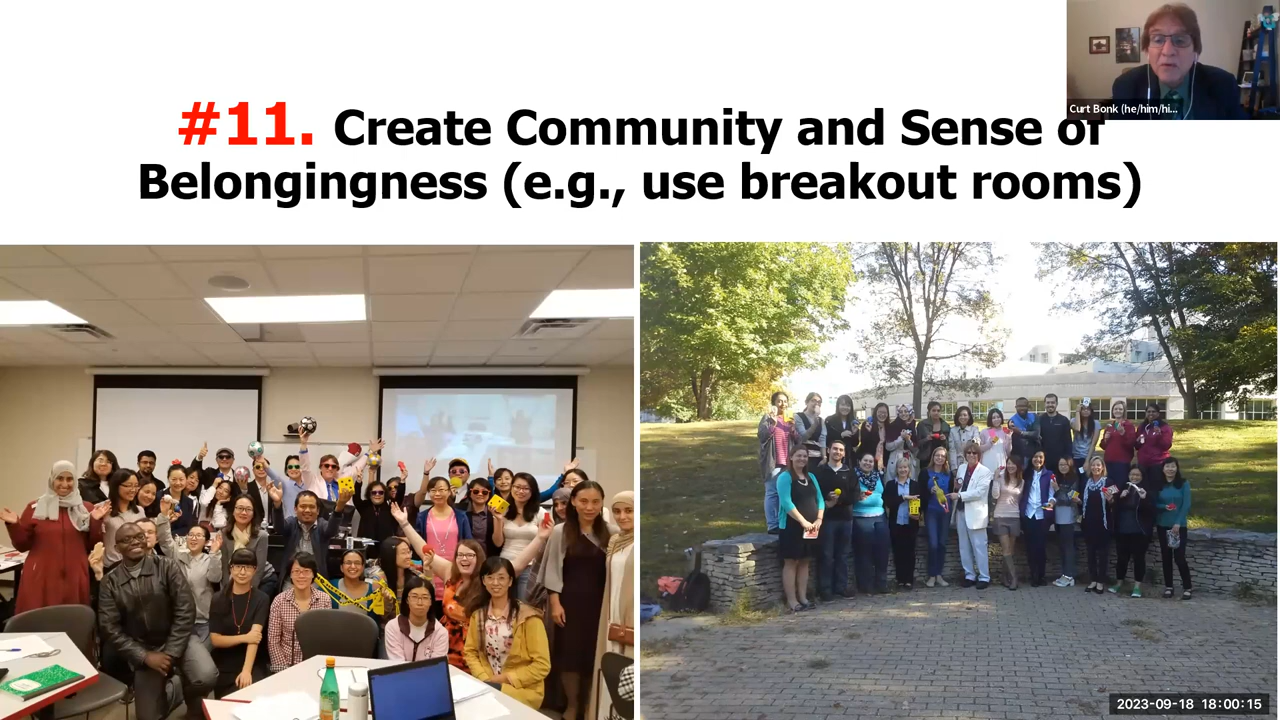 Curt Bonk (he/him/hi...
#11. Create Community and Sense of
Belongingness (e.g., use breakout rooms)
2023-09-18 18:00:15